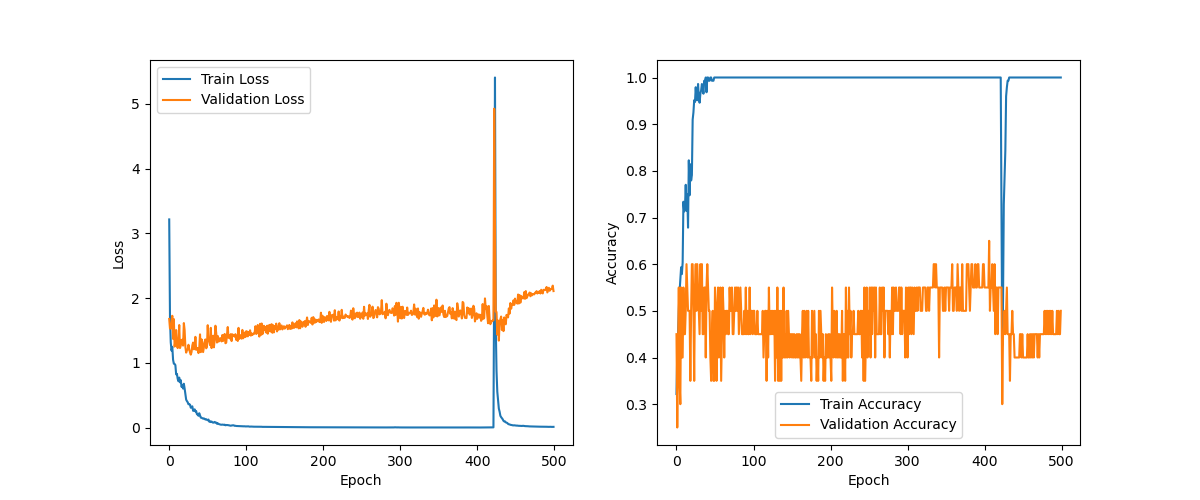 Train Loss
Validation Loss
5
4
3
2
1
0
Loss
0 100 200 300 400 500
Epoch
1.0
0.9
0.8
0.7
0.6
0.5
0.4
0.3
Accuracy
Train Accuracy
Validation Accuracy
0 100 200 300 400 500
Epoch